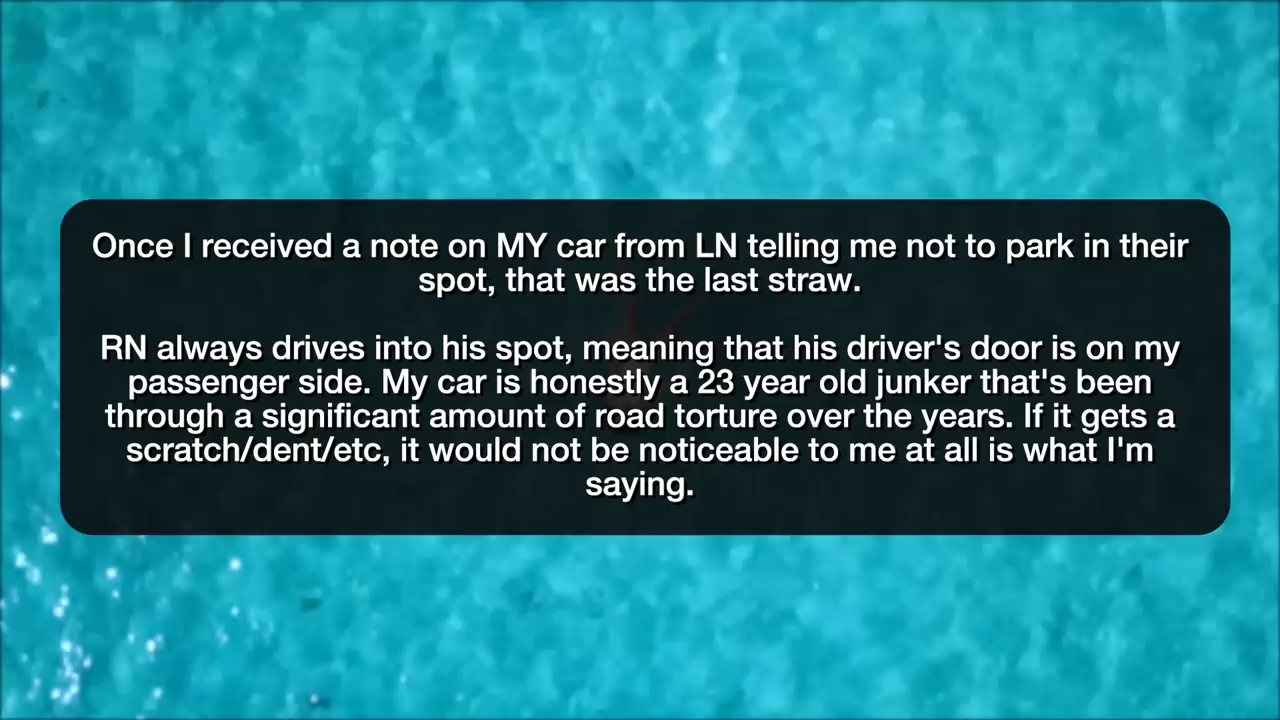 Once I received a note on MY car from LN telling me not to park in their
spot, that was the last straw.
RN always drives into his spot, meaning that his driver's door is on my
passenger side. My car is honestly a 23 year old junker that's been
through a significant amount of road torture over the years. If it gets a
scratch/dent/etc, it would not be noticeable to me at all is what I'm
saying.